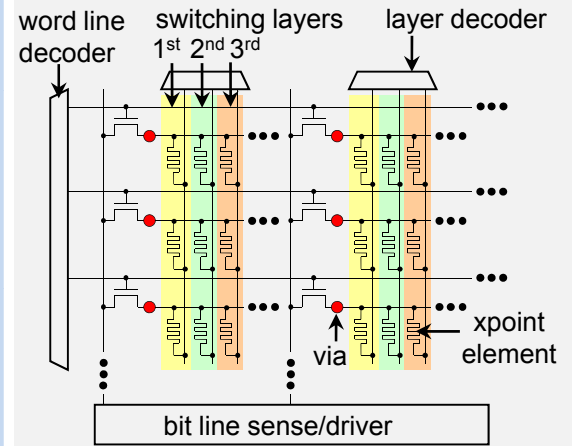 word line
decoder
switching layers
1st 2nd 3rd
layer decoder
via
xpoint
element
bit line sense/driver